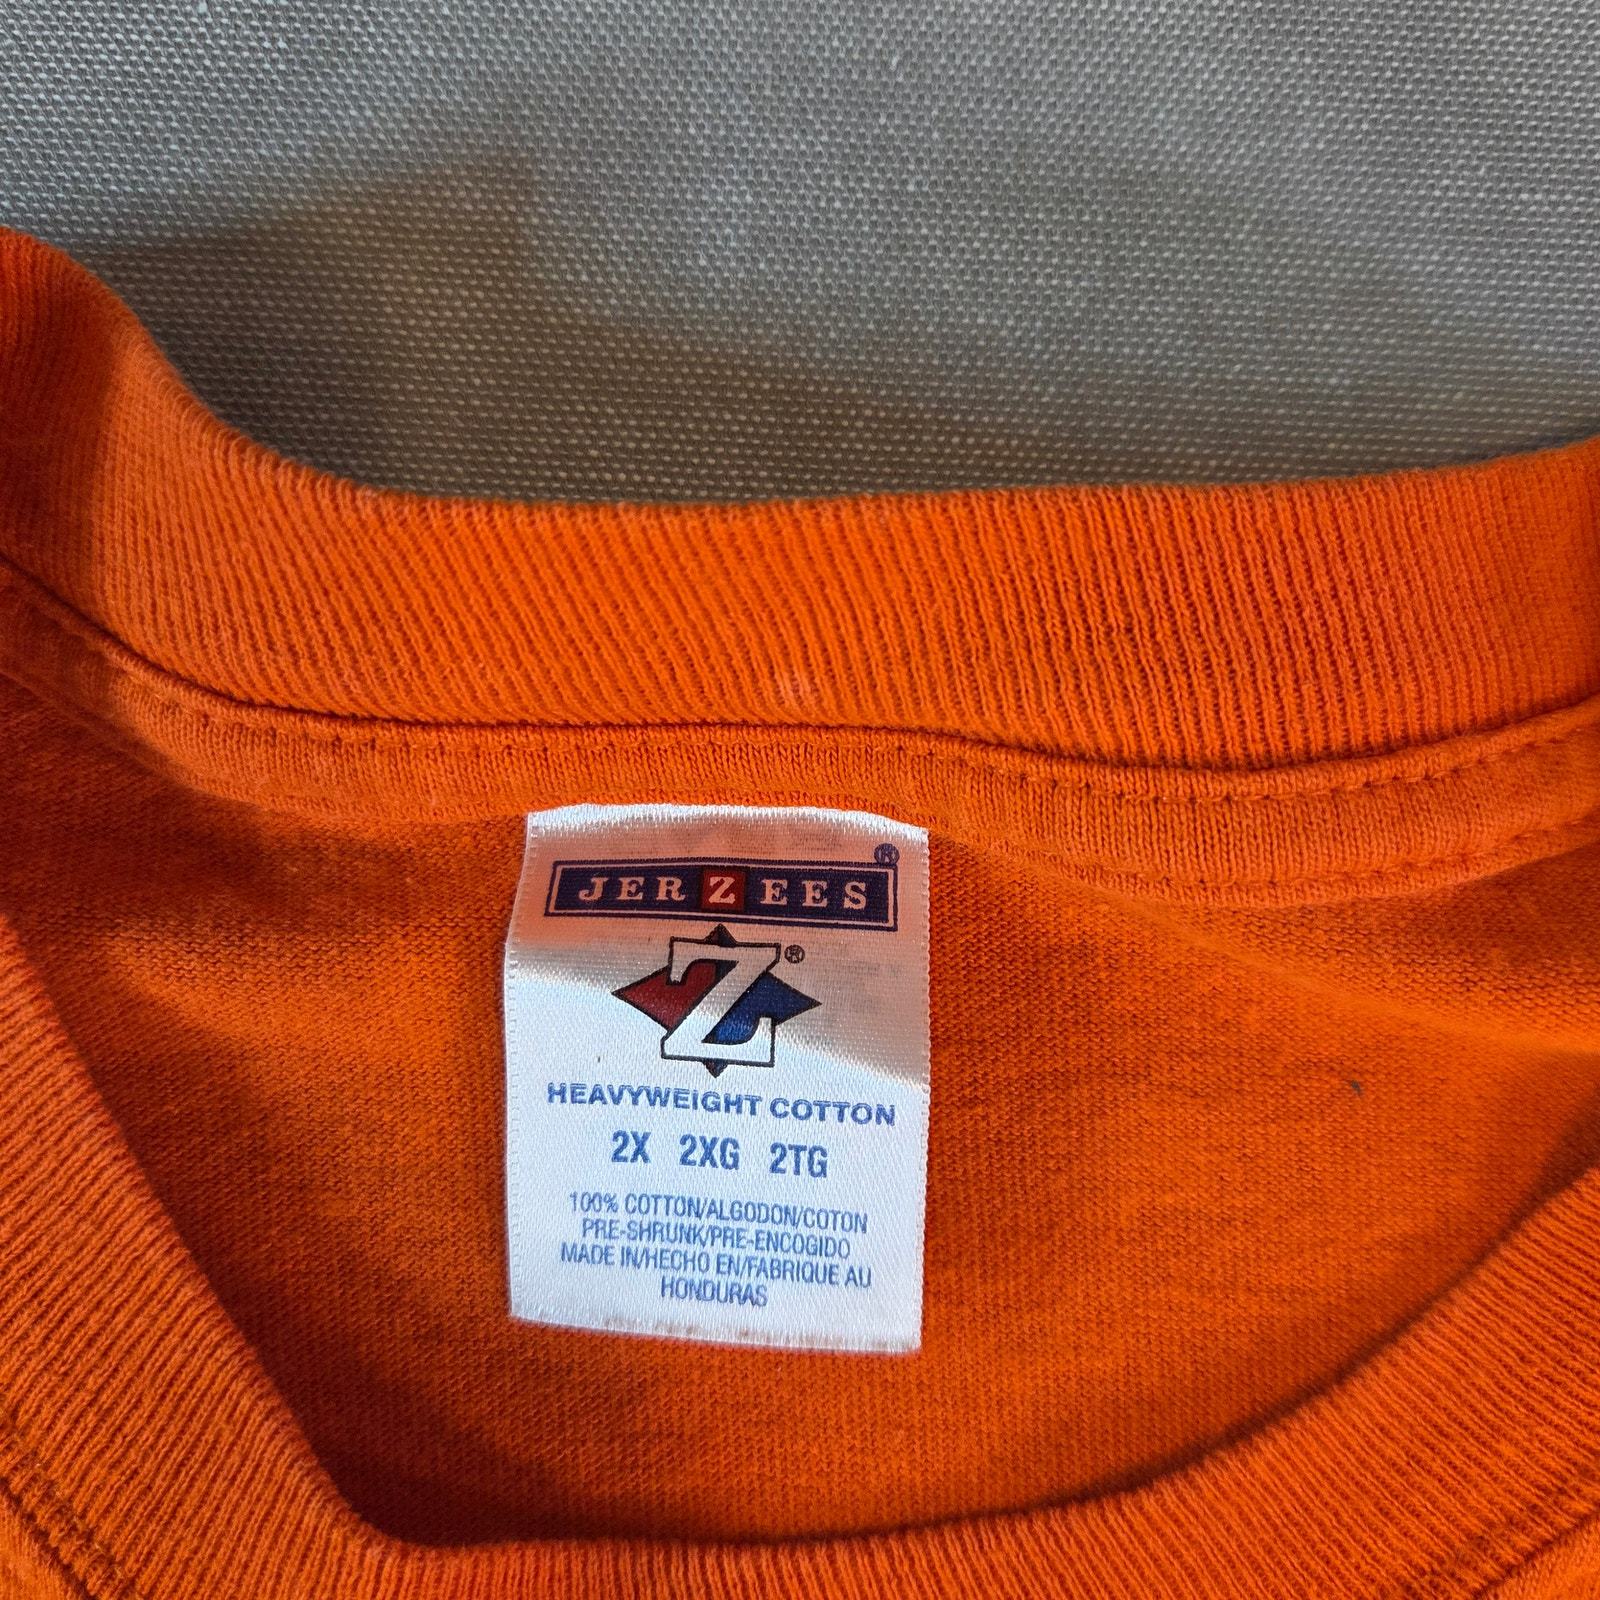 JERZEES®
Z®
HEAVYWEIGHT COTTON
2X 2XG 2TG
100% COTTON/ALGODON/COTON
PRE-SHRUNK/PRE-ENCOGIDO
MADE IN/HECHO EN/FABRIQUE AU
HONDURAS